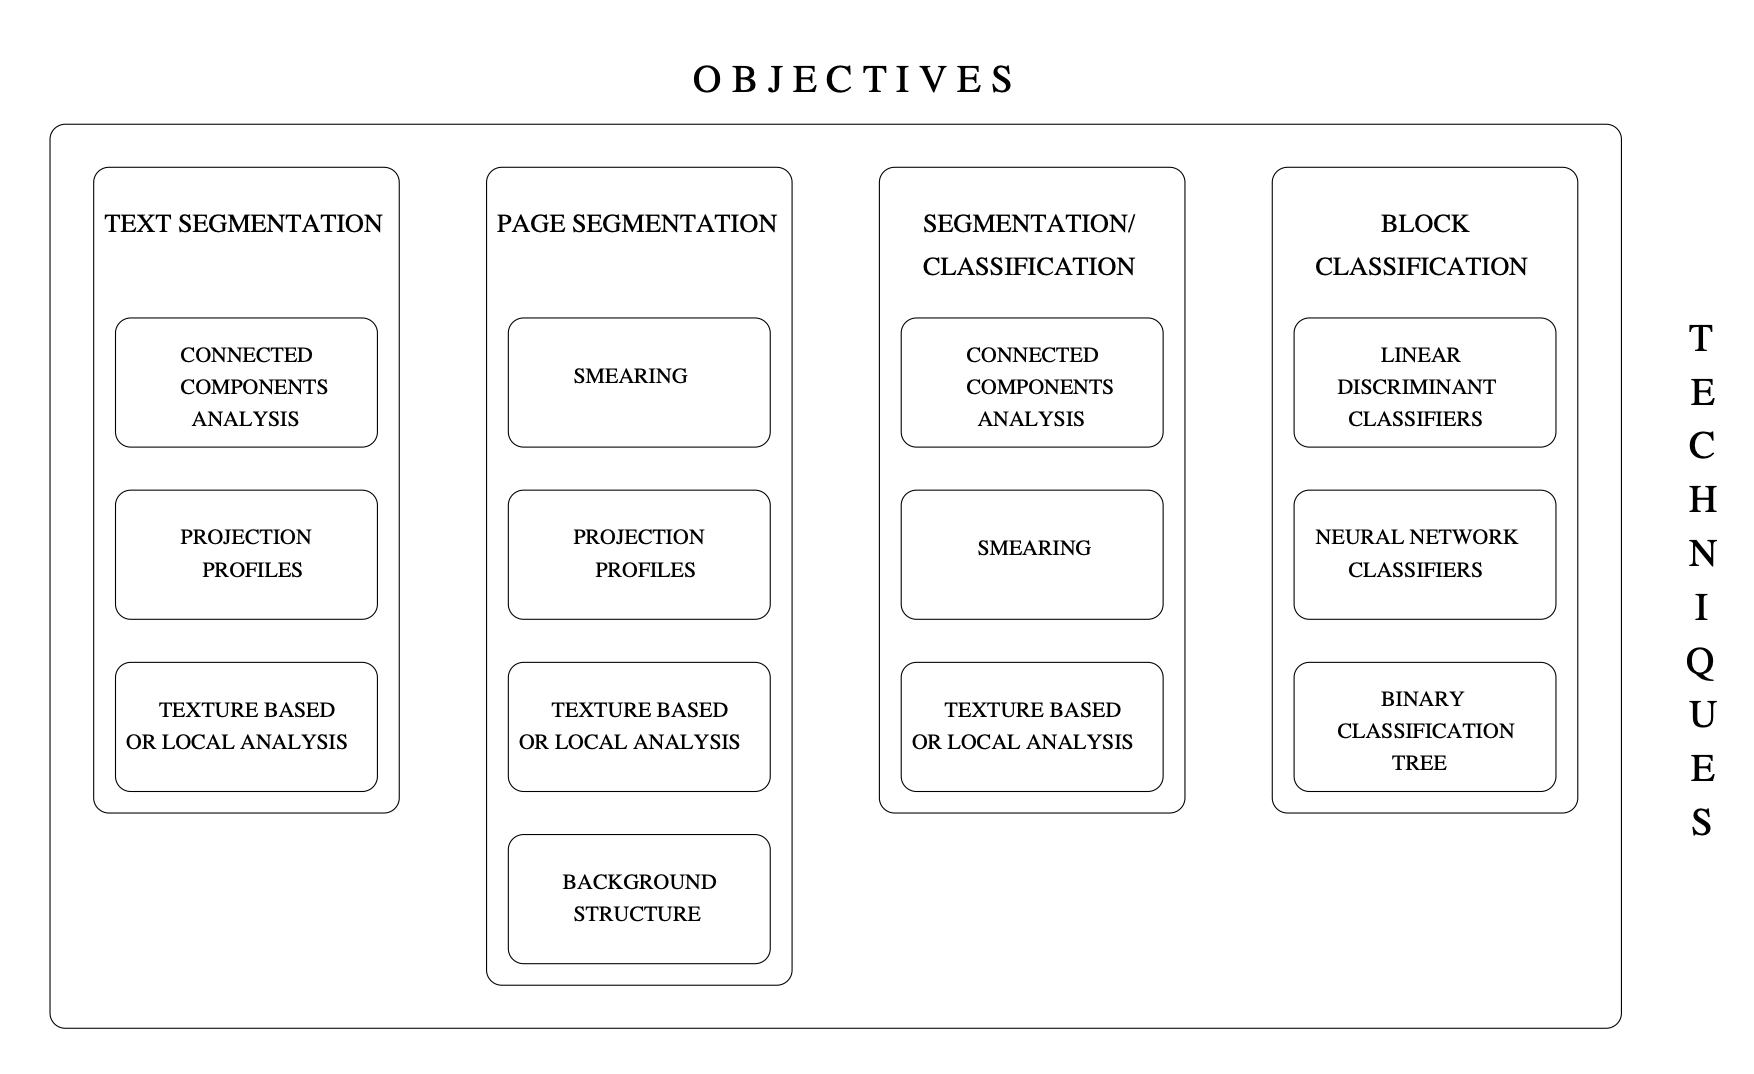 OBJECTIVES
TEXT SEGMENTATION
CONNECTED
COMPONENTS
ANALYSIS
PROJECTION
PROFILES
TEXTURE BASED
OR LOCAL ANALYSIS
PAGE SEGMENTATION
SMEARING
PROJECTION
PROFILES
TEXTURE BASED
OR LOCAL ANALYSIS
BACKGROUND
STRUCTURE
SEGMENTATION/
CLASSIFICATION
CONNECTED
COMPONENTS
ANALYSIS
SMEARING
TEXTURE BASED
OR LOCAL ANALYSIS
BLOCK
CLASSIFICATION
LINEAR
DISCRIMINANT
CLASSIFIERS
NEURAL NETWORK
CLASSIFIERS
BINARY
CLASSIFICATION
TREE
TECHNIQUES